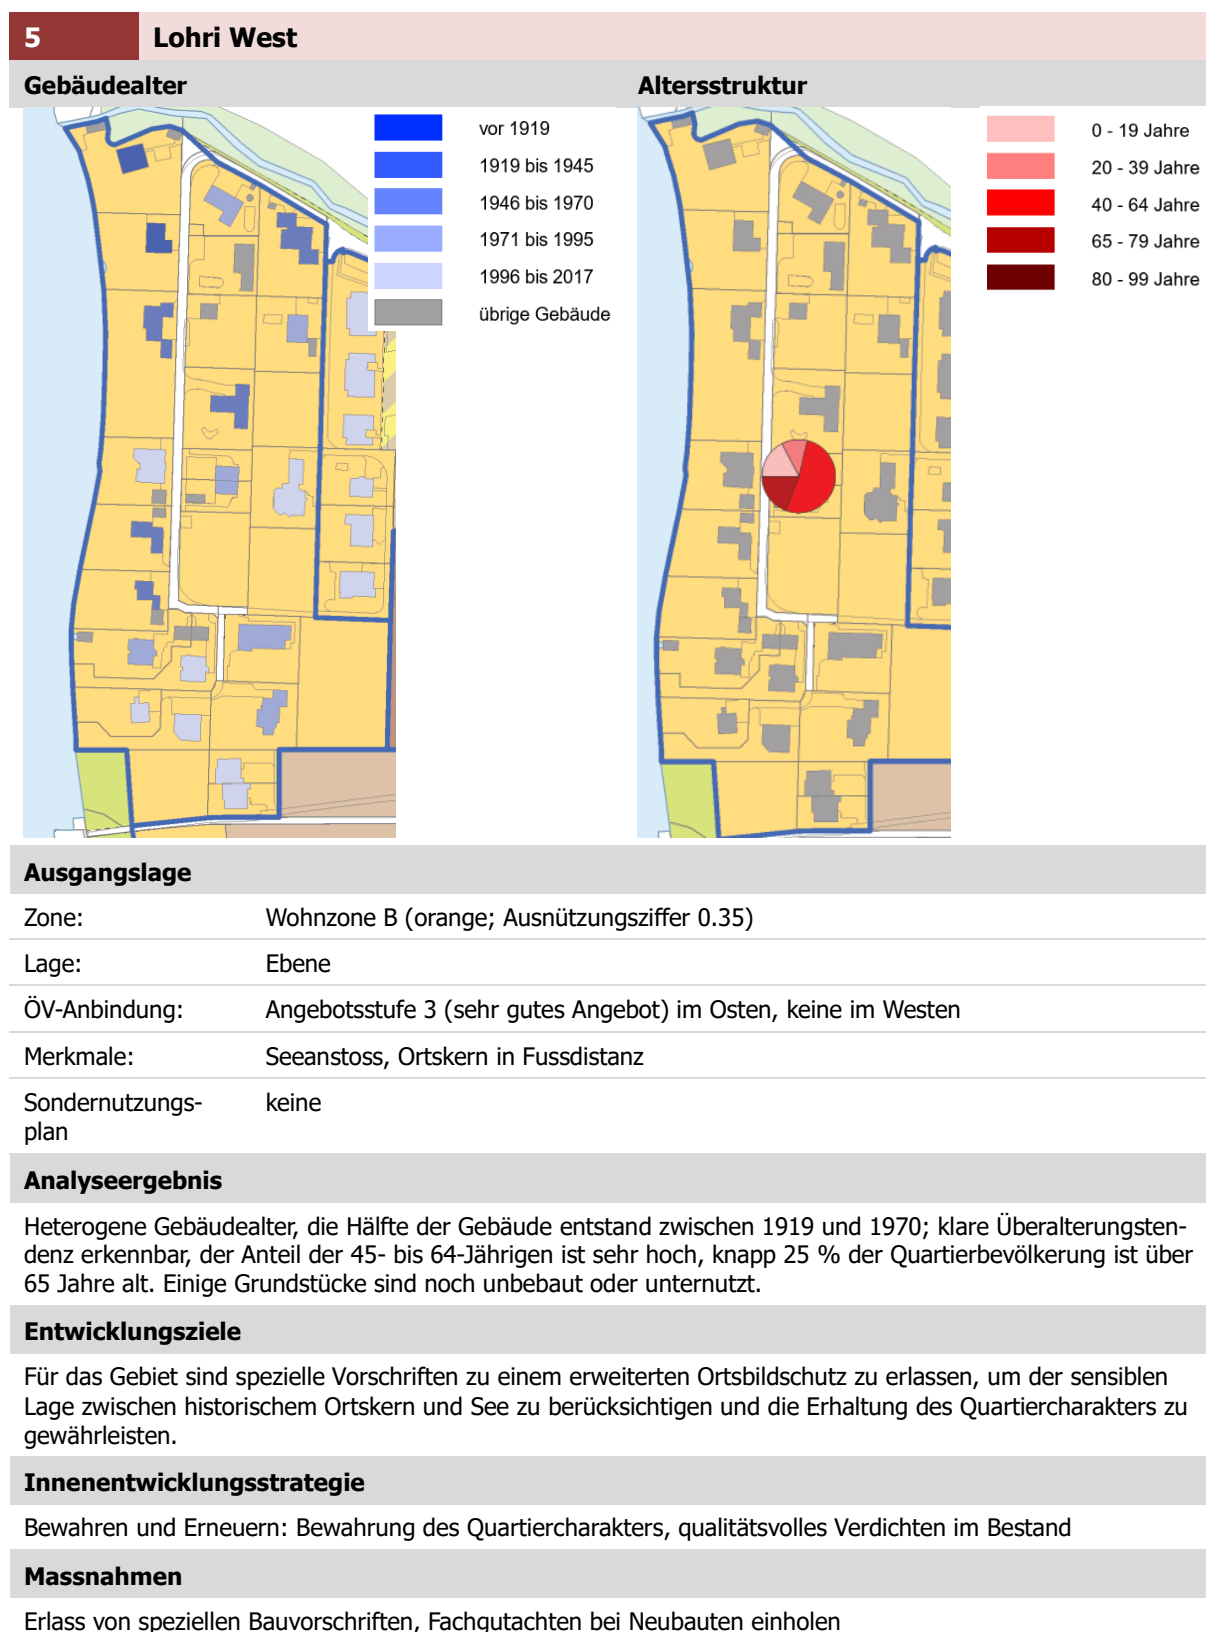 5 Lohri West
Gebäudealter
Altersstruktur
vor 1919
1919 bis 1945
1946 bis 1970
1971 bis 1995
1996 bis 2017
übrige Gebäude
0 - 19 Jahre
20 - 39 Jahre
40 - 64 Jahre
65 - 79 Jahre
80 - 99 Jahre
Ausgangslage
Zone: Wohnzone B (orange; Ausnützungsziffer 0.35)
Lage: Ebene
ÖV-Anbindung: Angebotsstufe 3 (sehr gutes Angebot) im Osten, keine im Westen
Merkmale: Seeanstoss, Ortskern in Fussdistanz
Sondernutzungs- keine
plan
Analyseergebnis
Heterogene Gebäudealter, die Hälfte der Gebäude entstand zwischen 1919 und 1970; klare Überalterungsten-
denz erkennbar, der Anteil der 45- bis 64-Jährigen ist sehr hoch, knapp 25 % der Quartierbevölkerung ist über
65 Jahre alt. Einige Grundstücke sind noch unbebaut oder unternutzt.
Entwicklungsziele
Für das Gebiet sind spezielle Vorschriften zu einem erweiterten Ortsbildschutz zu erlassen, um der sensiblen
Lage zwischen historischem Ortskern und See zu berücksichtigen und die Erhaltung des Quartiercharakters zu
gewährleisten.
Innenentwicklungsstrategie
Bewahren und Erneuern: Bewahrung des Quartiercharakters, qualitätsvolles Verdichten im Bestand
Massnahmen
Erlass von speziellen Bauvorschriften, Fachgutachten bei Neubauten einholen